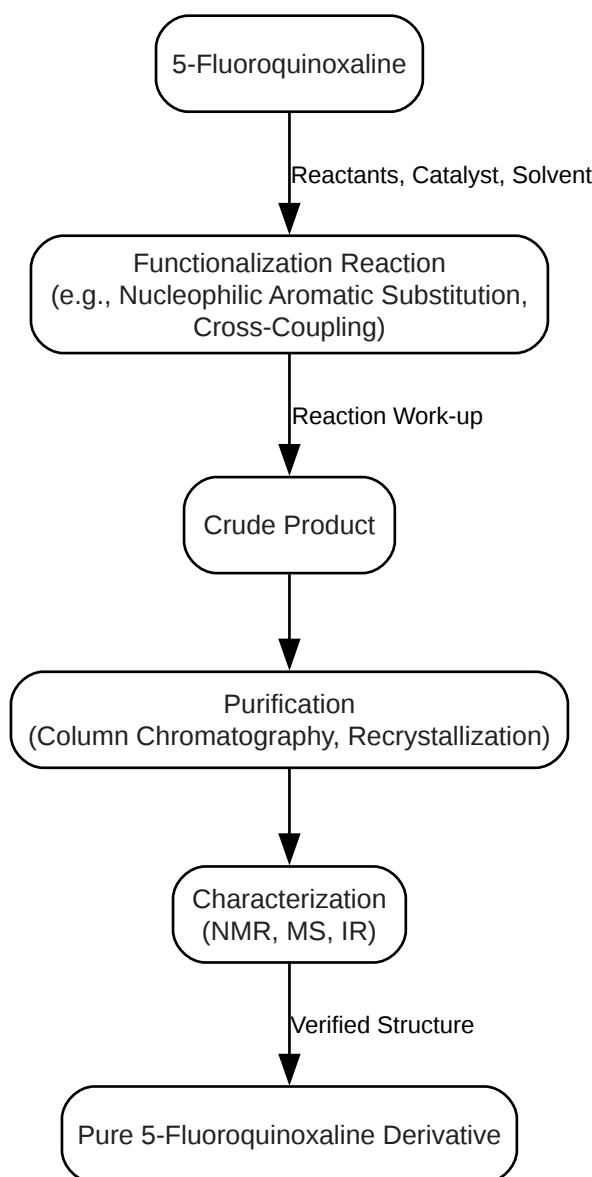 5-Fluoroquinoxaline
Reactants, Catalyst, Solvent
Functionalization Reaction
(e.g., Nucleophilic Aromatic Substitution,
Cross-Coupling)
Reaction Work-up
Crude Product
Purification
(Column Chromatography, Recrystallization)
Characterization
(NMR, MS, IR)
Verified Structure
Pure 5-Fluoroquinoxaline Derivative